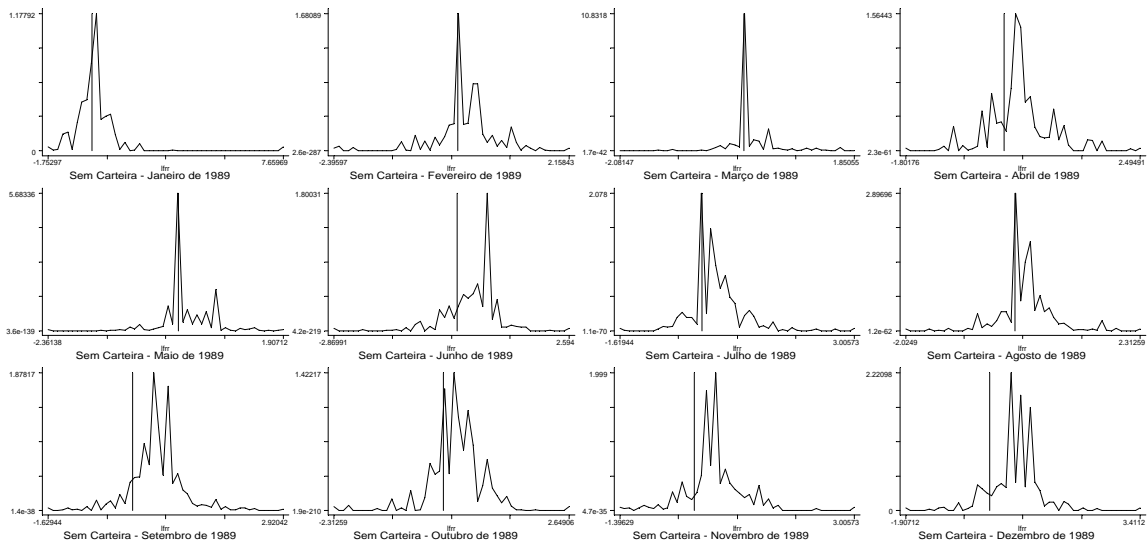 1.17792
0
-1.75297 lfrr 7.65969
Sem Carteira - Janeiro de 1989
1.68089
2.6e-287
-2.39597 lfrr 2.15843
Sem Carteira - Fevereiro de 1989
10.8318
1.7e-42
-2.08147 lfrr 1.85005
Sem Carteira - Março de 1989
1.56443
2.3e-61
-1.80176 lfrr 2.49491
Sem Carteira - Abril de 1989
5.68336
3.6e-139
-2.36138 lfrr 1.90712
Sem Carteira - Maio de 1989
1.80031
4.2e-219
-2.86991 lfrr 2.594
Sem Carteira - Junho de 1989
2.078
1.1e-70
-1.61944 lfrr 3.00573
Sem Carteira - Julho de 1989
2.89696
1.2e-62
-2.0249 lfrr 2.31259
Sem Carteira - Agosto de 1989
1.87817
1.4e-38
-1.62944 lfrr 2.92042
Sem Carteira - Setembro de 1989
1.42217
1.9e-210
-2.31259 lfrr 2.64906
Sem Carteira - Outubro de 1989
1.999
4.7e-35
-1.39629 lfrr 3.00573
Sem Carteira - Novembro de 1989
2.22098
0
-1.90712 lfrr 3.4112
Sem Carteira - Dezembro de 1989